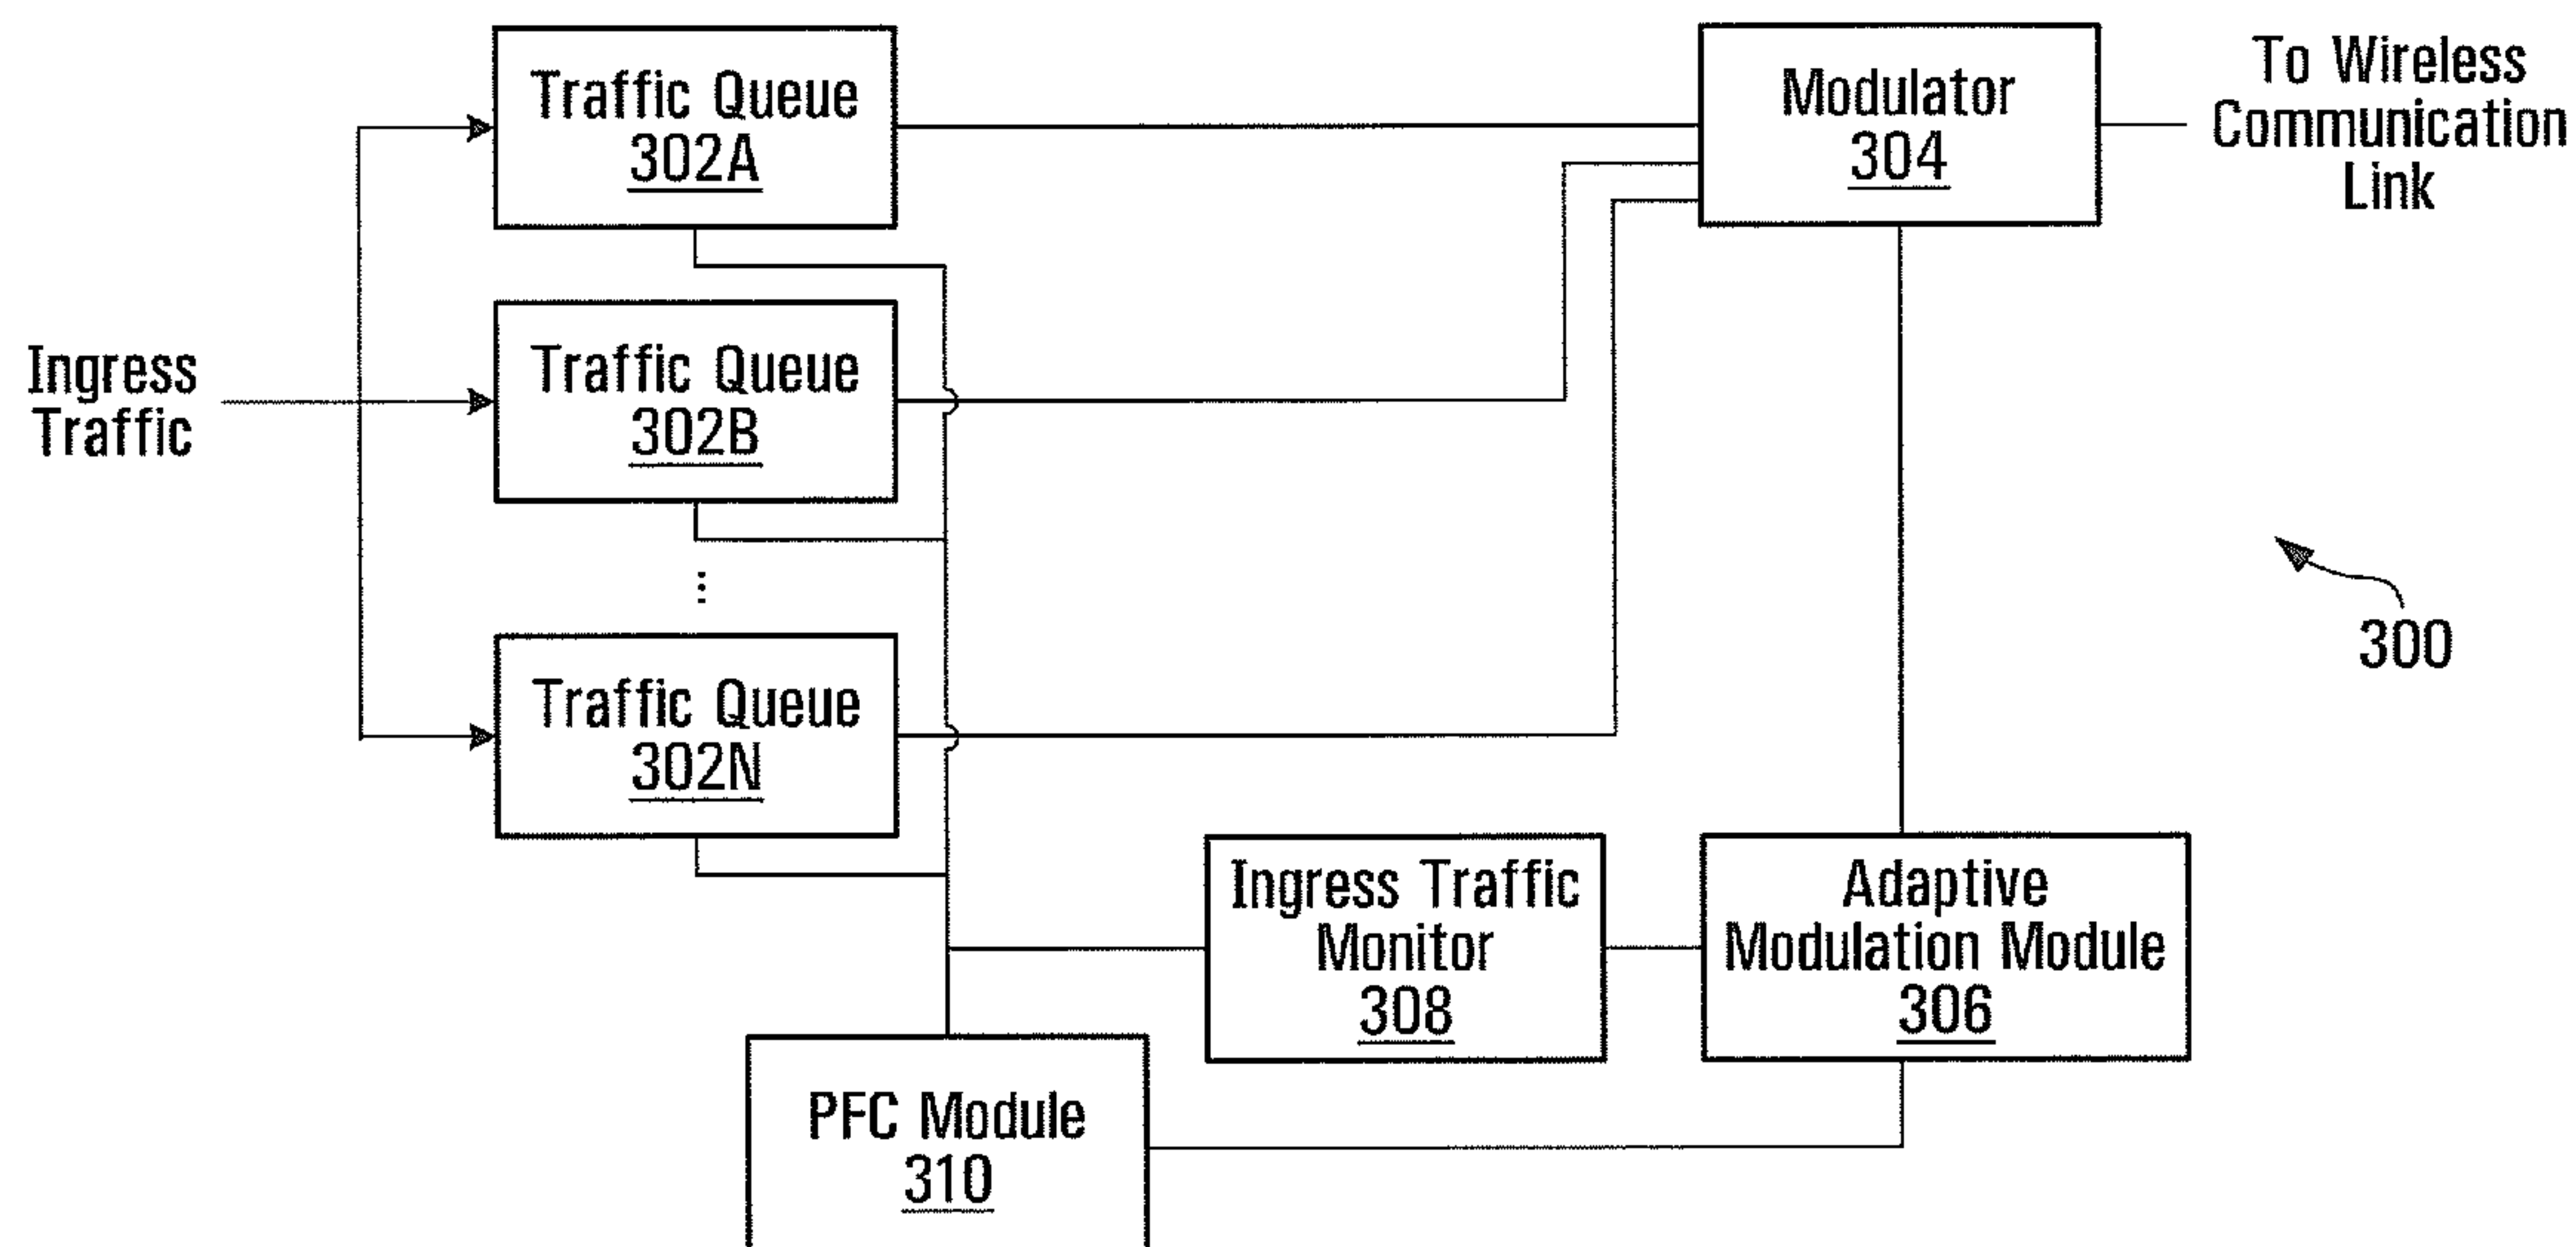 Traffic Queue
302A
Modulator
304
To Wireless
Communication
Link
Ingress
Traffic
Traffic Queue
302B
300
Traffic Queue
302N
Ingress Traffic
Monitor
308
Adaptive
Modulation Module
306
PFC Module
310